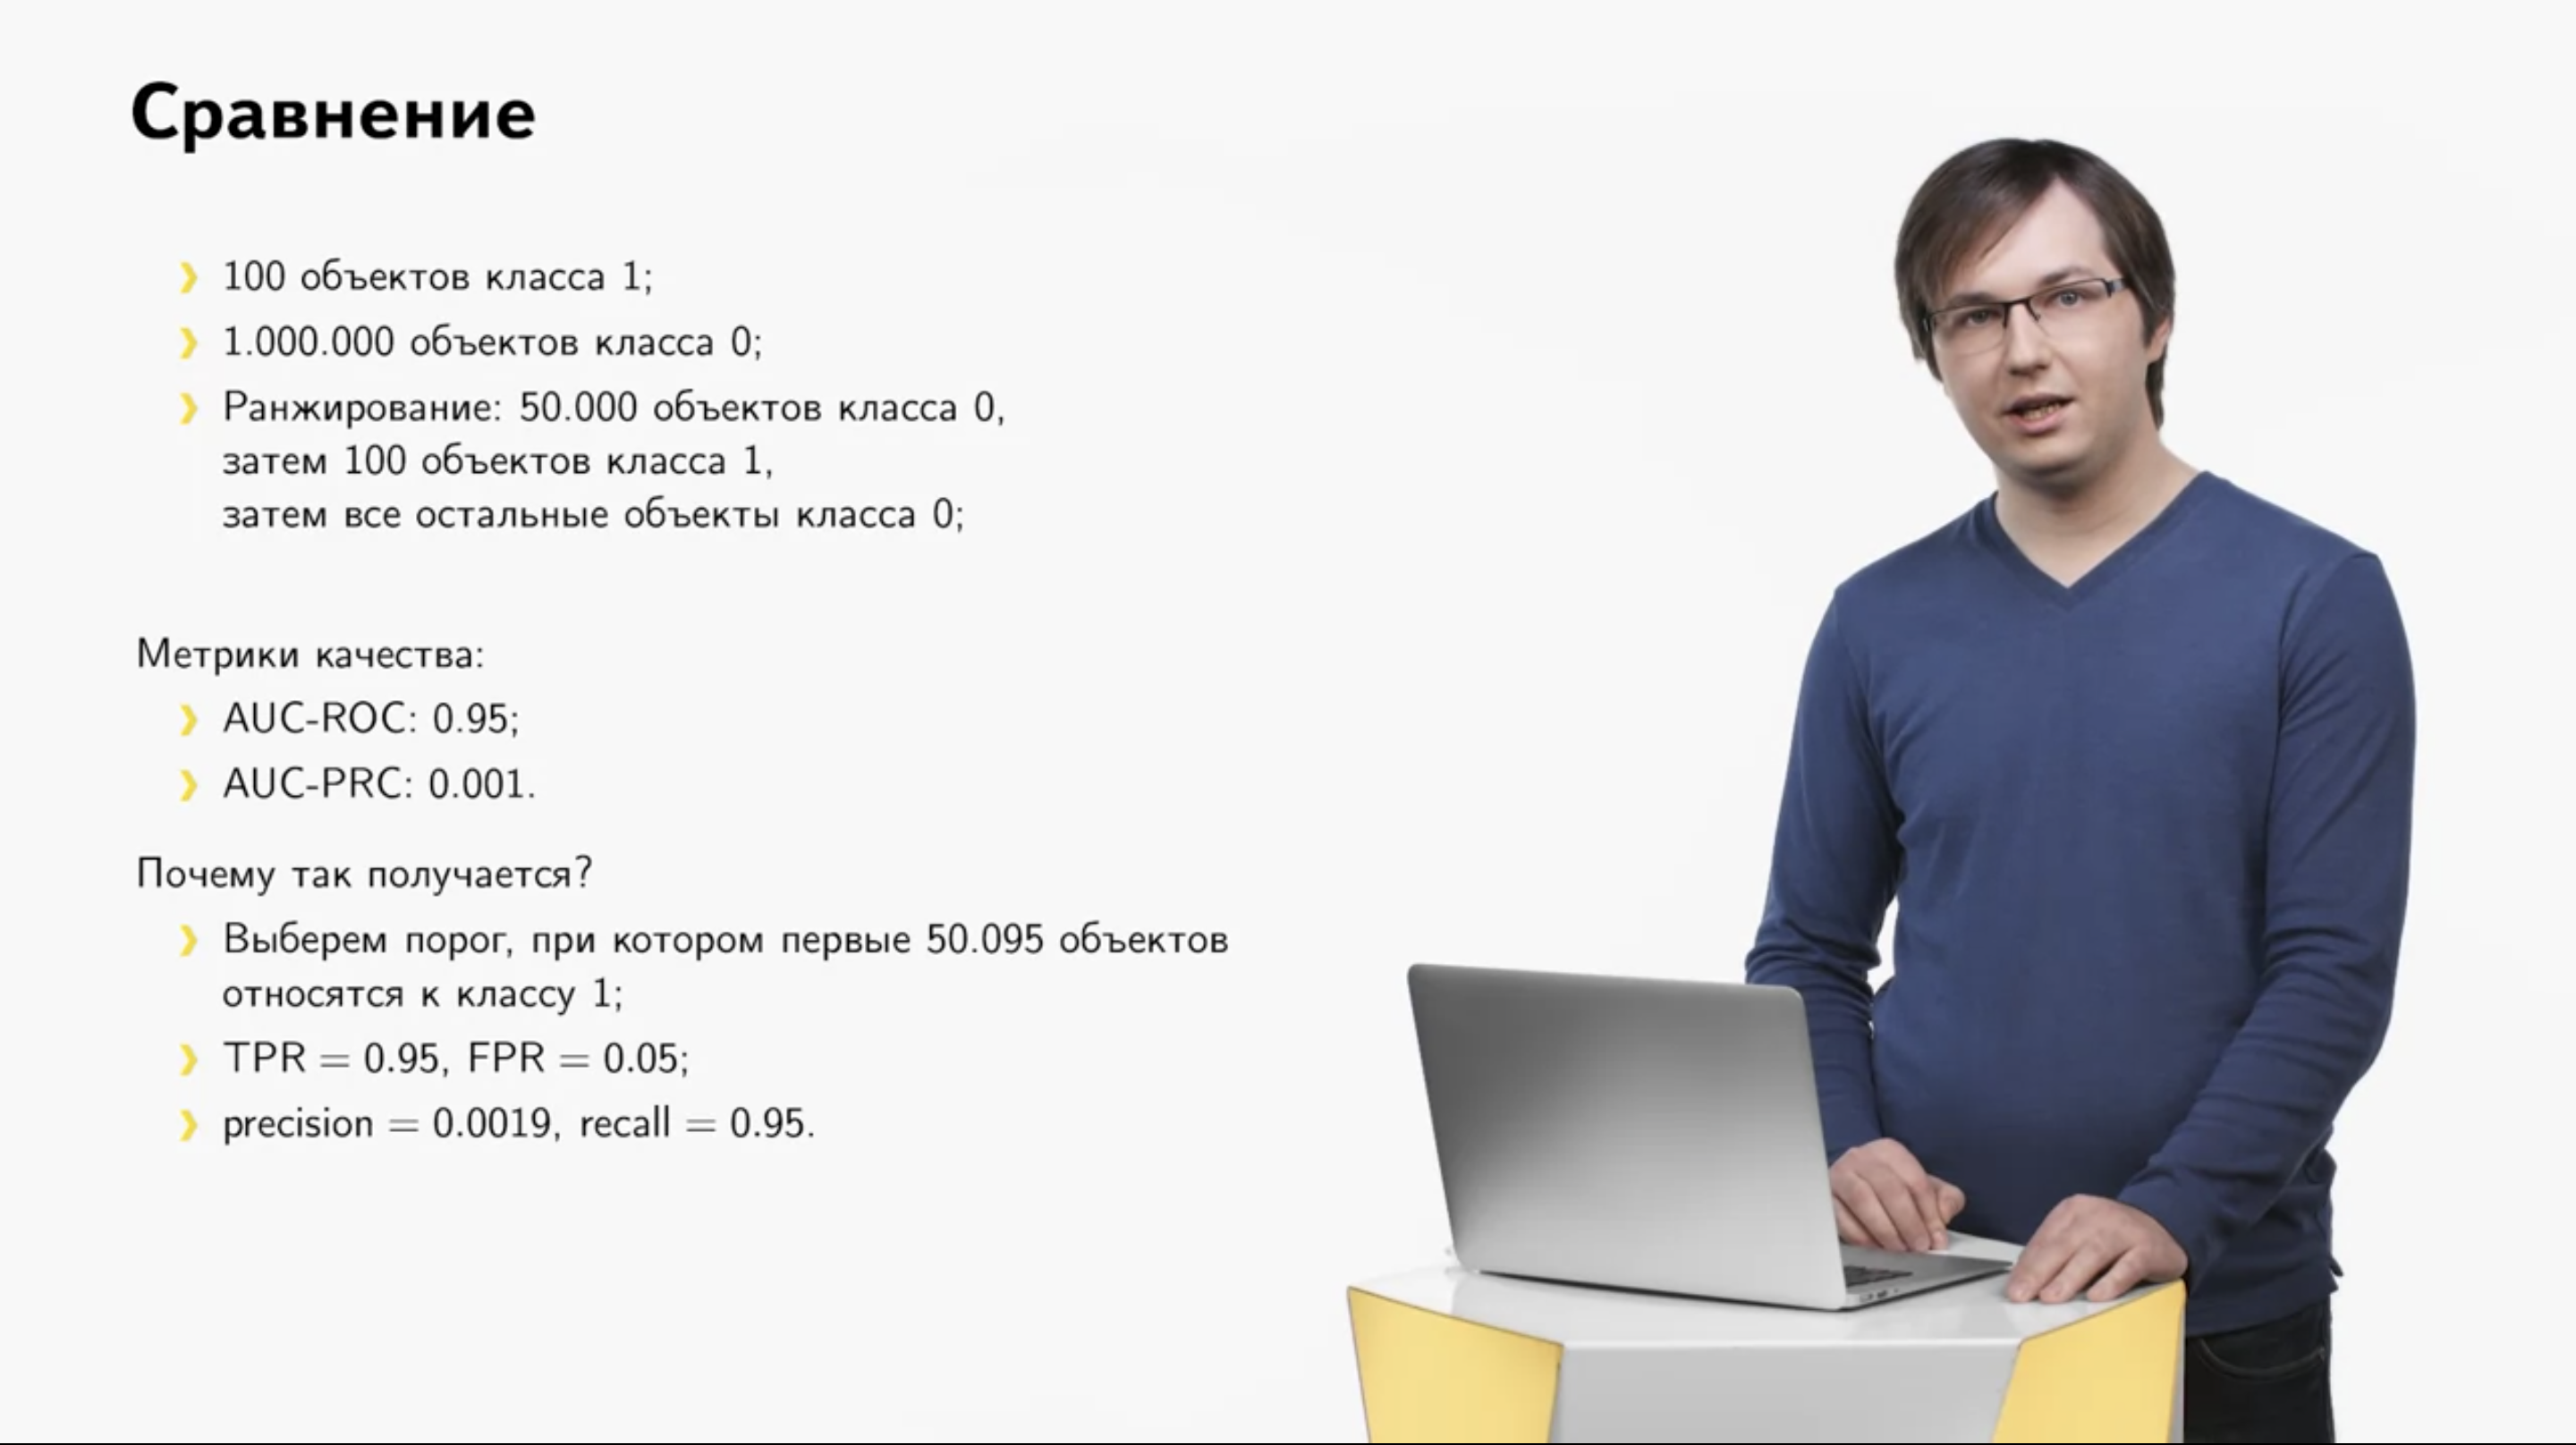 Сравнение
100 объектов класса 1;
1.000.000 объектов класса 0;
Ранжирование: 50.000 объектов класса 0,
затем 100 объектов класса 1,
затем все остальные объекты класса 0;
Метрики качества:
AUC-ROC: 0.95;
AUC-PRC: 0.001.
Почему так получается?
Выберем порог, при котором первые 50.095 объектов
относятся к классу 1;
TPR = 0.95, FPR = 0.05;
precision = 0.0019, recall = 0.95.